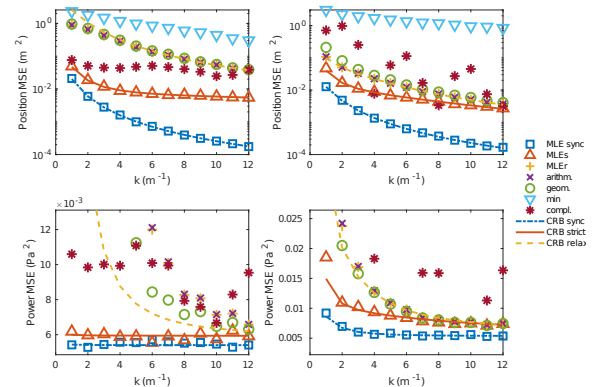 10^0
10^-2
10^-4
Position MSE (m^2)
0 2 4 6 8 10 12
k (m^-1)
10^0
10^-2
10^-4
Position MSE (m^2)
0 2 4 6 8 10 12
k (m^-1)
×10^-3
12
10
8
6
Power MSE (Pa^2)
0 2 4 6 8 10 12
k (m^-1)
0.025
0.02
0.015
0.01
0.005
Power MSE (Pa^2)
0 2 4 6 8 10 12
k (m^-1)
MLE sync
MLEs
MLEr
arithm.
geom.
min
compl.
CRB sync
CRB strict
CRB relax